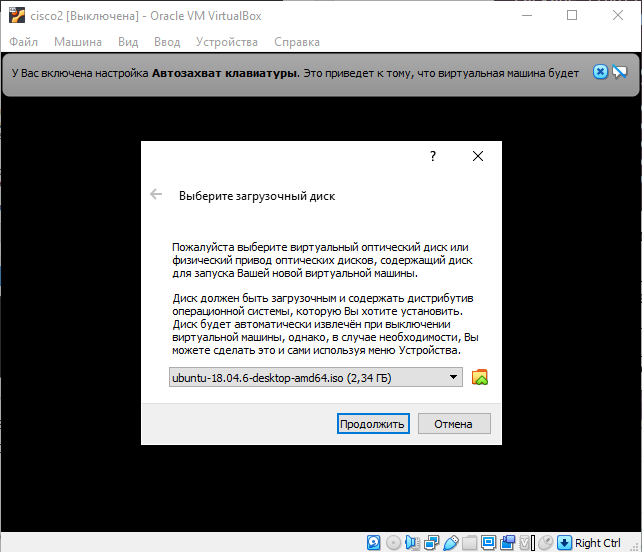 cisco2 [Выключена] - Oracle VM VirtualBox
Файл Машина Вид Ввод Устройства Справка
У Вас включена настройка Автозахват клавиатуры. Это приведет к тому, что виртуальная машина будет
?
Выберите загрузочный диск
Пожалуйста выберите виртуальный оптический диск или
физический привод оптических дисков, содержащий диск
для запуска Вашей новой виртуальной машины.
Диск должен быть загрузочным и содержать дистрибутив
операционной системы, которую Вы хотите установить.
Диск будет автоматически извлечён при выключении
виртуальной машины, однако, в случае необходимости, Вы
можете сделать это и сами используя меню Устройства.
ubuntu-18.04.6-desktop-amd64.iso (2,34 ГБ)
Продолжить Отмена
Right Ctrl